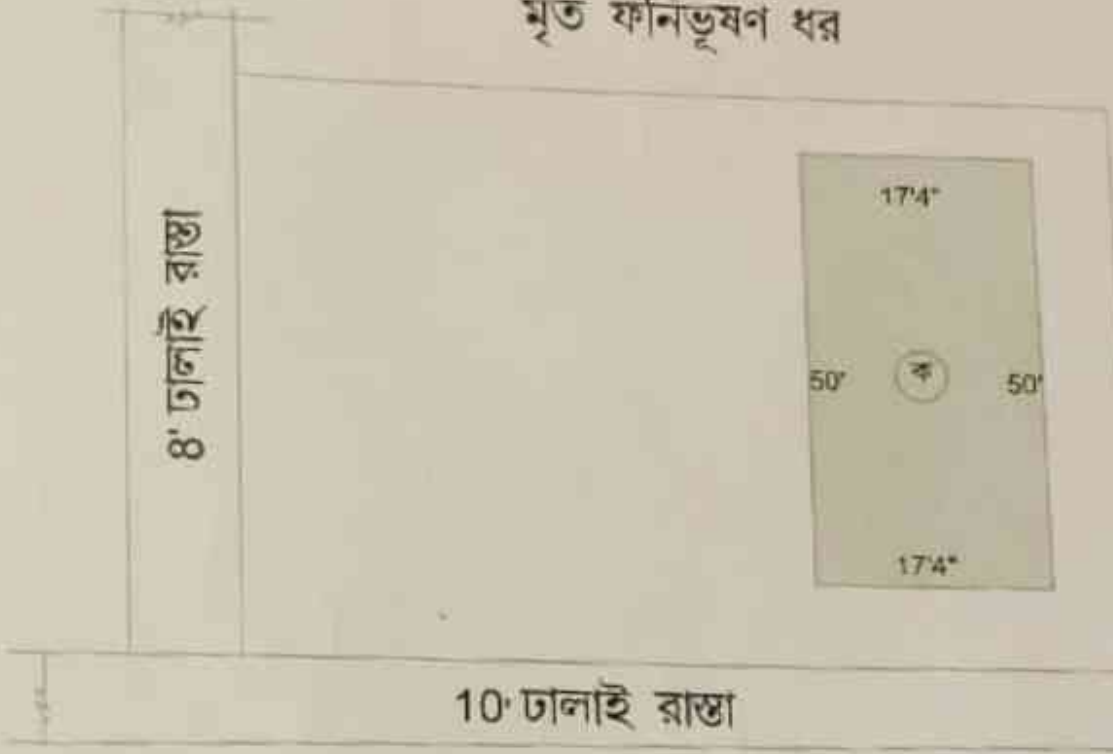 মৃত ফনিভূষণ ধর
17'4"
8' ঢালাই রাস্তা
50' ক 50'
17'4"
10' ঢালাই রাস্তা